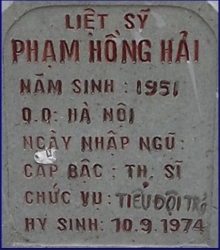 LIỆT SỸ
PHẠM HỒNG HẢI
NĂM SINH : 1951
Q.Q: HÀ NỘI
NGÀY NHẬP NGŨ :
CẤP BẬC : TH. SĨ
CHỨC VỤ : TIỂU ĐỘI TRG
HY SINH: 10.9.1974